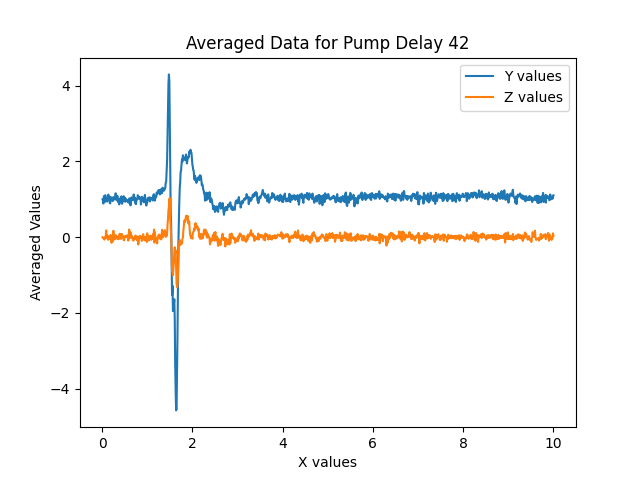 Averaged Data for Pump Delay 42
Y values
Z values
4
2
0
−2
−4
Averaged Values
0 2 4 6 8 10
X values